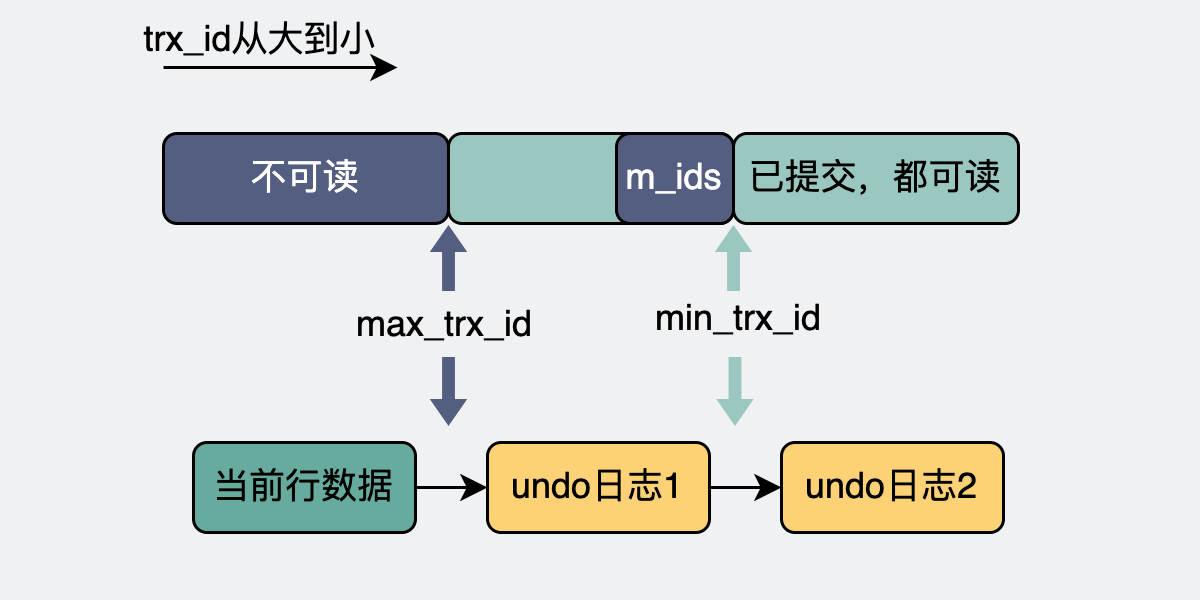 trx_id从大到小
不可读
m_ids
已提交，都可读
max_trx_id
min_trx_id
当前行数据
undo日志1
undo日志2